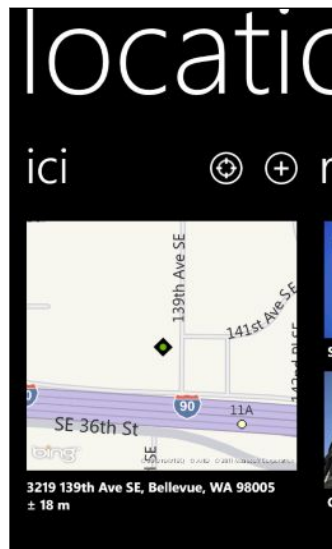 locatio
ici
139th Ave SE
141st Ave SE
90
11A
SE 36th St
bing
3219 139th Ave SE, Bellevue, WA 98005
± 18 m